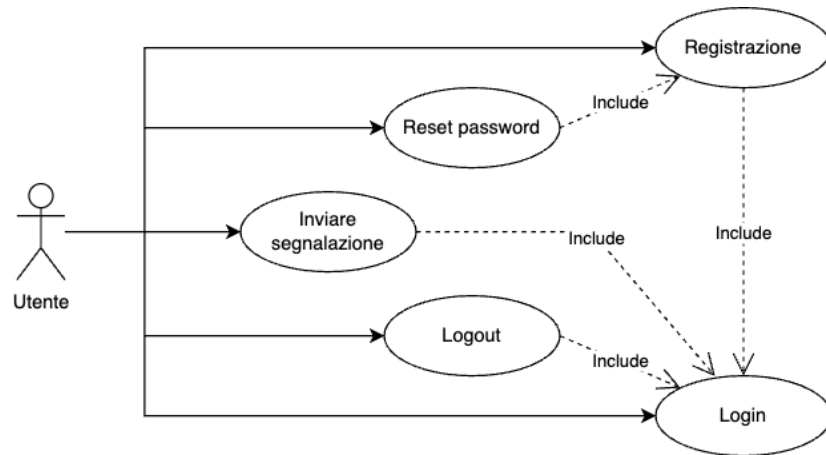 Registrazione
Include
Reset password
Inviare
segnalazione
Include
Include
Utente
Logout
Include
Login